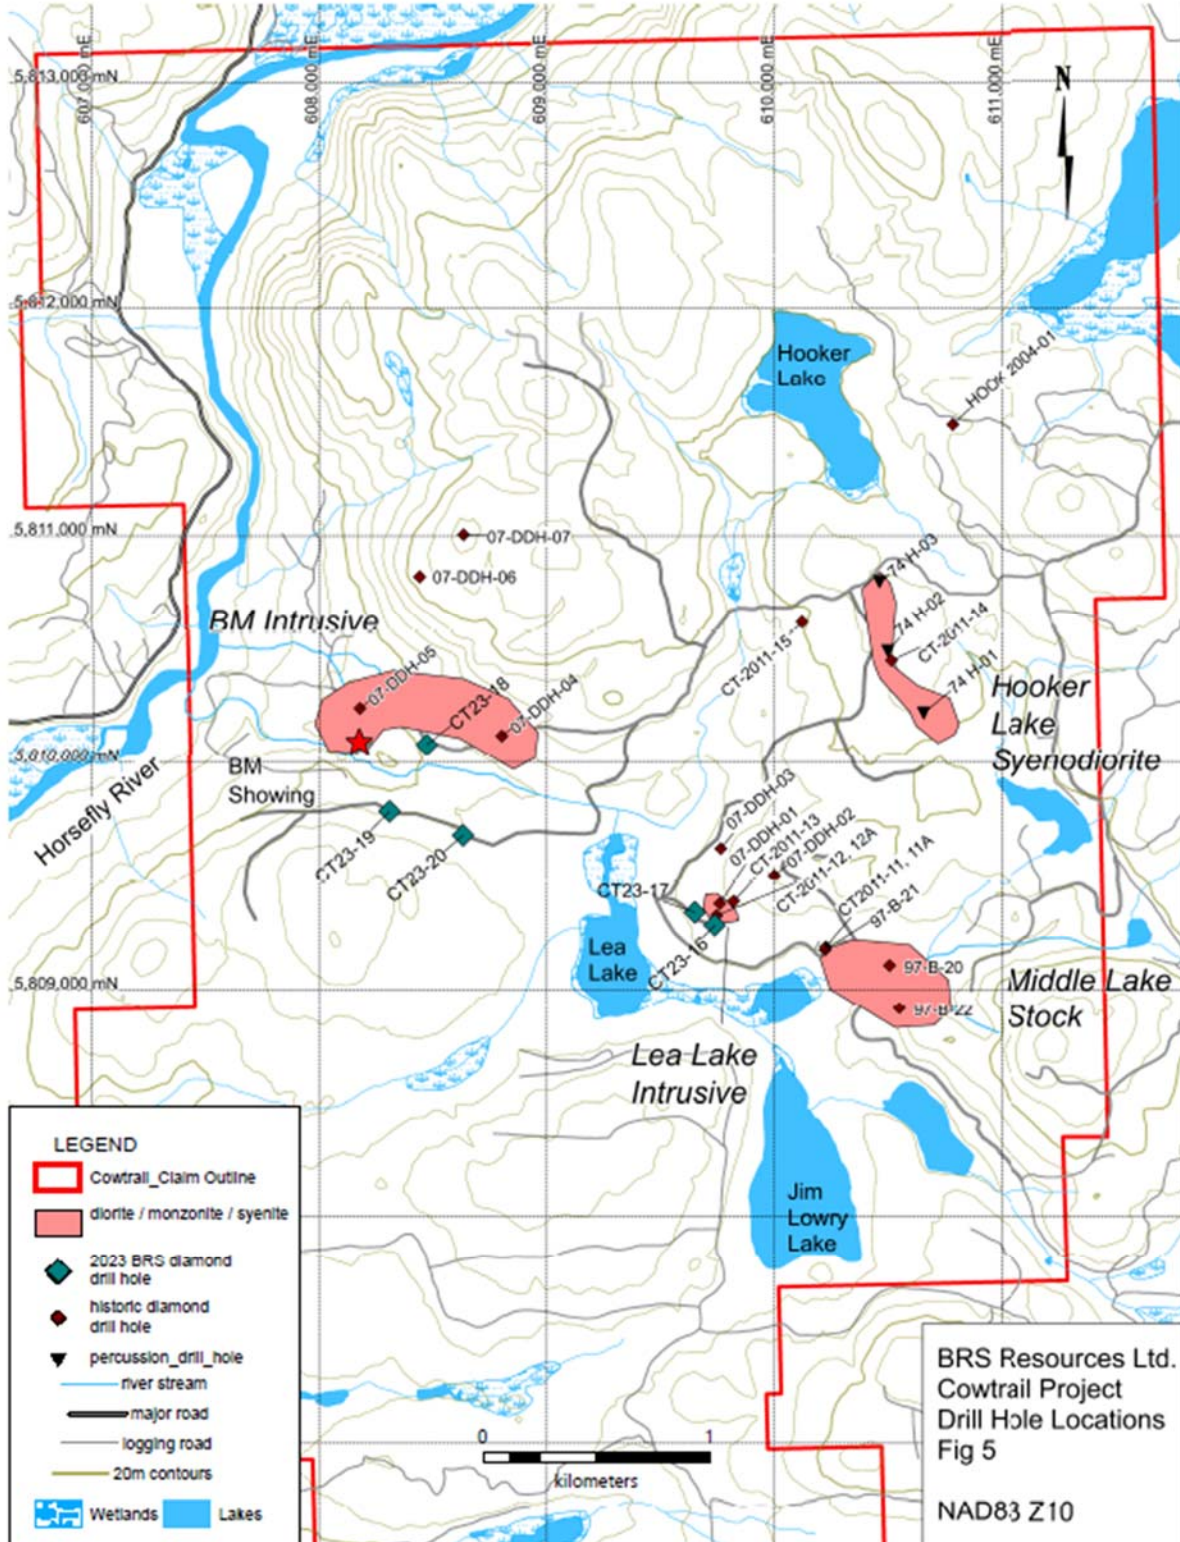 607,000 mE
608,000 mE
609,000 mE
610,000 mE
611,000 mE
5,813,000 mN
N
5,812,000 mN
Hooker
Lake
HOOK 2004-01
5,811,000 mN
07-DDH-07
07-DDH-06
74 H-03
74 H-02
CT-2011-14
74 H-01
CT-2011-15
BM Intrusive
07-DDH-05
CT23-18
07-DDH-04
Hooker
Lake
Syenodiorite
5,010,000 mN
BM
Showing
Horsefly River
CT23-19
CT23-20
07-DDH-03
07-DDH-01
CT-2011-13
07-DDH-02
CT-2011-12, 12A
CT2011-11, 11A
97-B-21
CT23-17
CT23-16
Lea
Lake
97-B-20
97-B-22
5,809,000 mN
Middle Lake
Stock
Lea Lake
Intrusive
Jim
Lowry
Lake
LEGEND
Cowtrail_Claim Outline
diorite / monzonite / syenite
2023 BRS diamond
drill hole
historic diamond
drill hole
percussion_drill_hole
river stream
major road
logging road
20m contours
Wetlands Lakes
0 1
kilometers
BRS Resources Ltd.
Cowtrail Project
Drill Hole Locations
Fig 5
NAD83 Z10